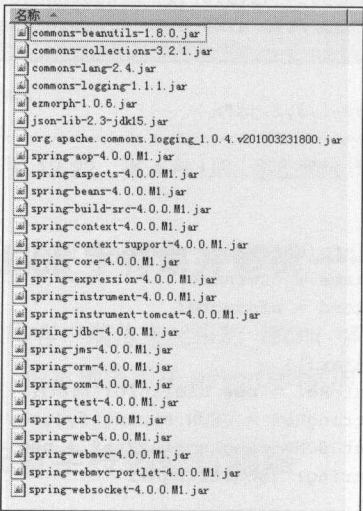 名称
commons-beanutils-1.8.0.jar
commons-collections-3.2.1.jar
commons-lang-2.4.jar
commons-logging-1.1.1.jar
ezmorph-1.0.6.jar
json-lib-2.3-jdk15.jar
org.apache.commons.logging_1.0.4.v201003231800.jar
spring-aop-4.0.0.M1.jar
spring-aspects-4.0.0.M1.jar
spring-beans-4.0.0.M1.jar
spring-build-src-4.0.0.M1.jar
spring-context-4.0.0.M1.jar
spring-context-support-4.0.0.M1.jar
spring-core-4.0.0.M1.jar
spring-expression-4.0.0.M1.jar
spring-instrument-4.0.0.M1.jar
spring-instrument-tomcat-4.0.0.M1.jar
spring-jdbc-4.0.0.M1.jar
spring-jms-4.0.0.M1.jar
spring-orm-4.0.0.M1.jar
spring-oxm-4.0.0.M1.jar
spring-test-4.0.0.M1.jar
spring-tx-4.0.0.M1.jar
spring-web-4.0.0.M1.jar
spring-webmvc-4.0.0.M1.jar
spring-webmvc-portlet-4.0.0.M1.jar
spring-websocket-4.0.0.M1.jar